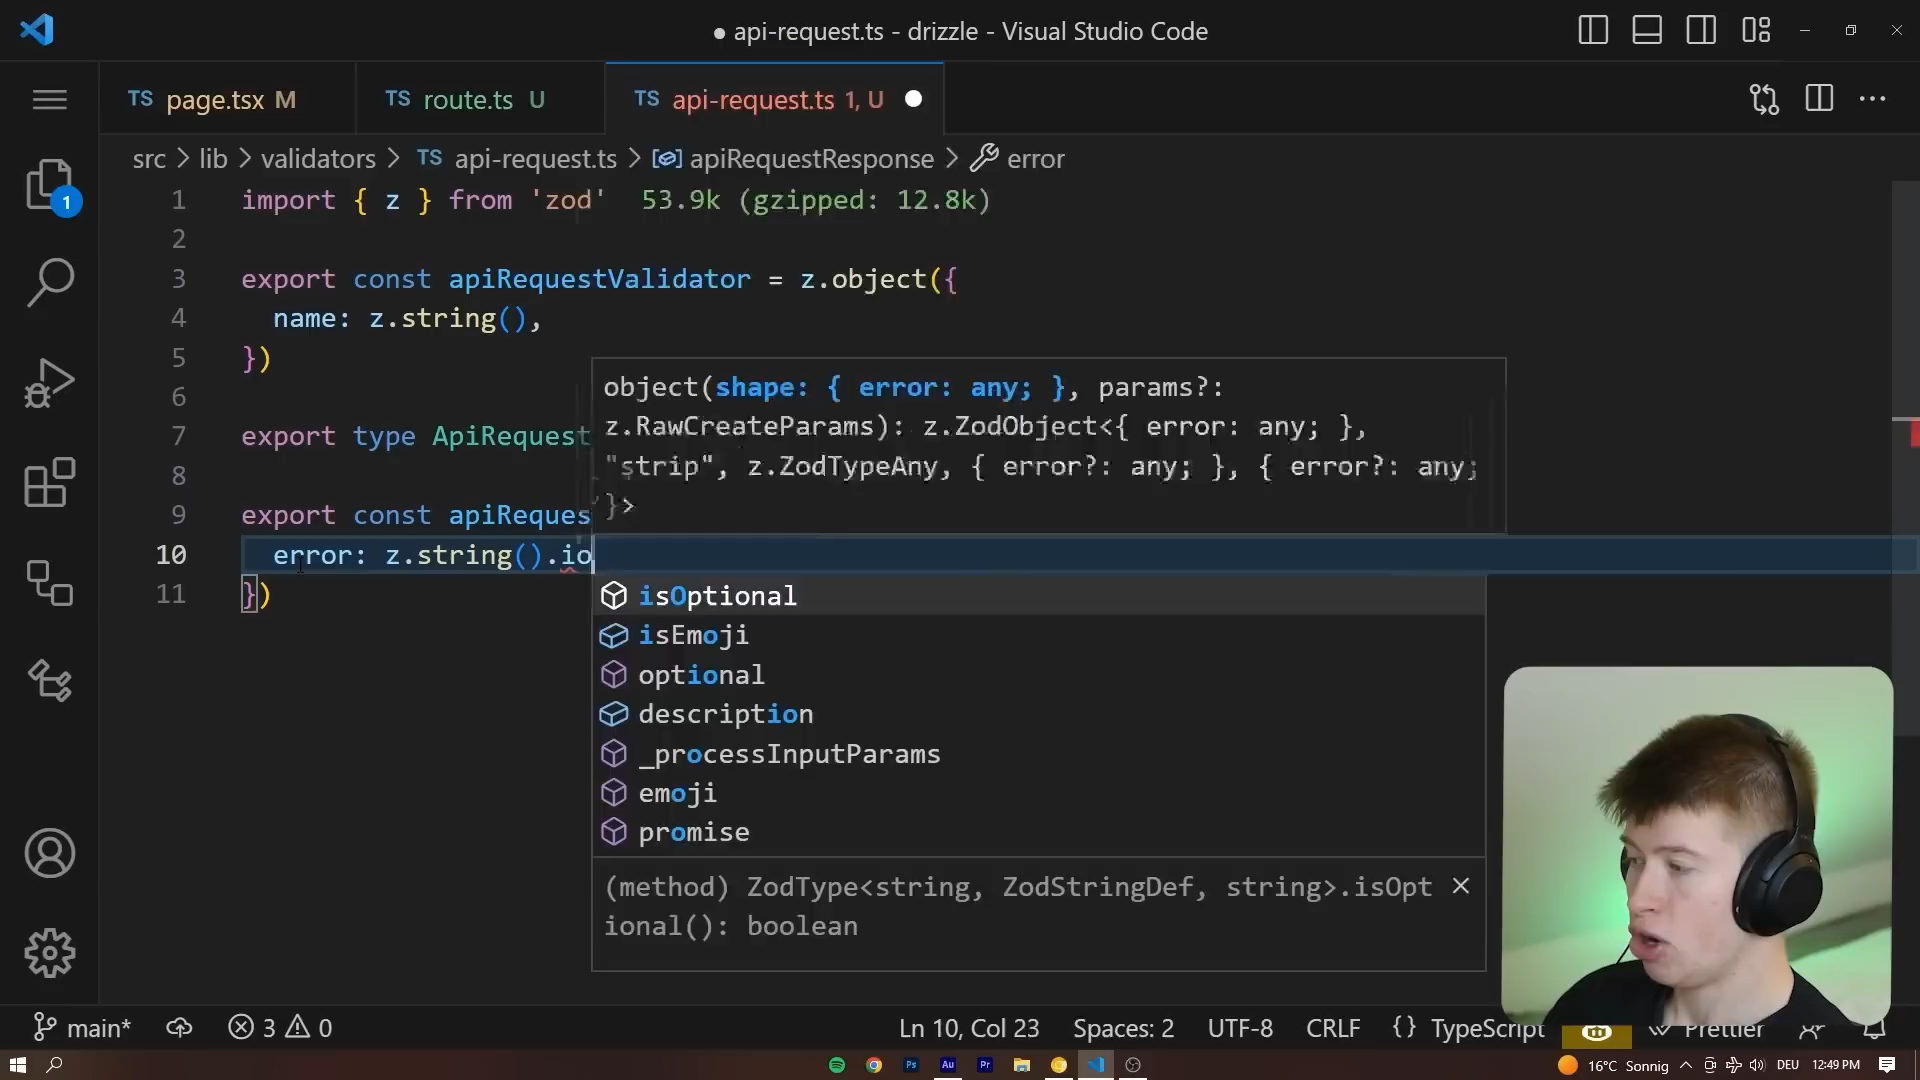 ● api-request.ts - drizzle - Visual Studio Code
TS page.tsx M
TS route.ts U
TS api-request.ts 1, U ●
src > lib > validators > TS api-request.ts > apiRequestResponse > error
1 import { z } from 'zod' 53.9k (gzipped: 12.8k)
2
3 export const apiRequestValidator = z.object({
4 name: z.string(),
5 })
6
7 export type ApiRequest
8
9 export const apiReques
10 error: z.string().io
11 })
object(shape: { error: any; }, params?:
z.RawCreateParams): z.ZodObject<{ error: any; },
"strip", z.ZodTypeAny, { error?: any; }, { error?: any;
}>
isOptional
isEmoji
optional
description
_processInputParams
emoji
promise
(method) ZodType<string, ZodStringDef, string>.isOpt
ional(): boolean
1
main* 3 0 Ln 10, Col 23 Spaces: 2 UTF-8 CRLF {} TypeScript Prettier
Ps Au Pr 16°C Sonnig DEU 12:49 PM